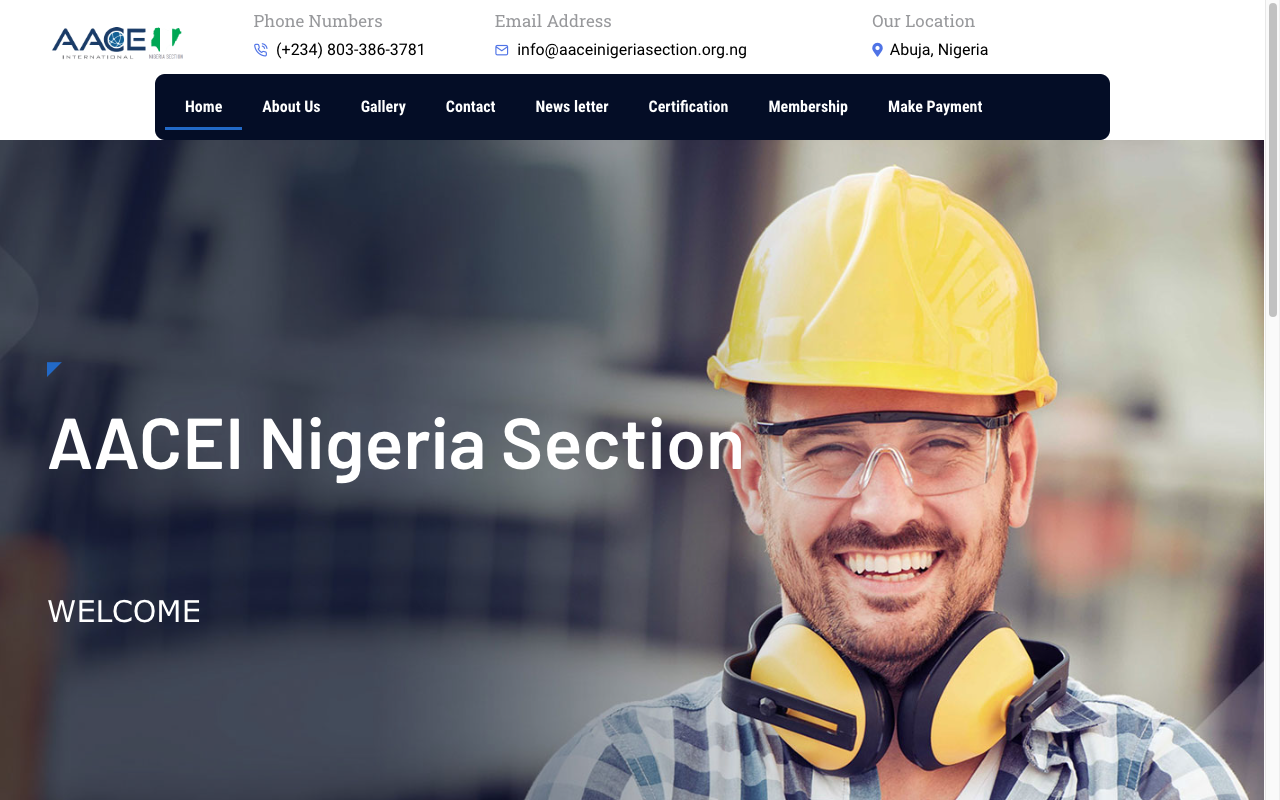 AACE
INTERNATIONAL
NIGERIA SECTION
Phone Numbers
(+234) 803-386-3781
Email Address
info@aaceinigeriasection.org.ng
Our Location
Abuja, Nigeria
Home About Us Gallery Contact News letter Certification Membership Make Payment
AACEI Nigeria Section
WELCOME